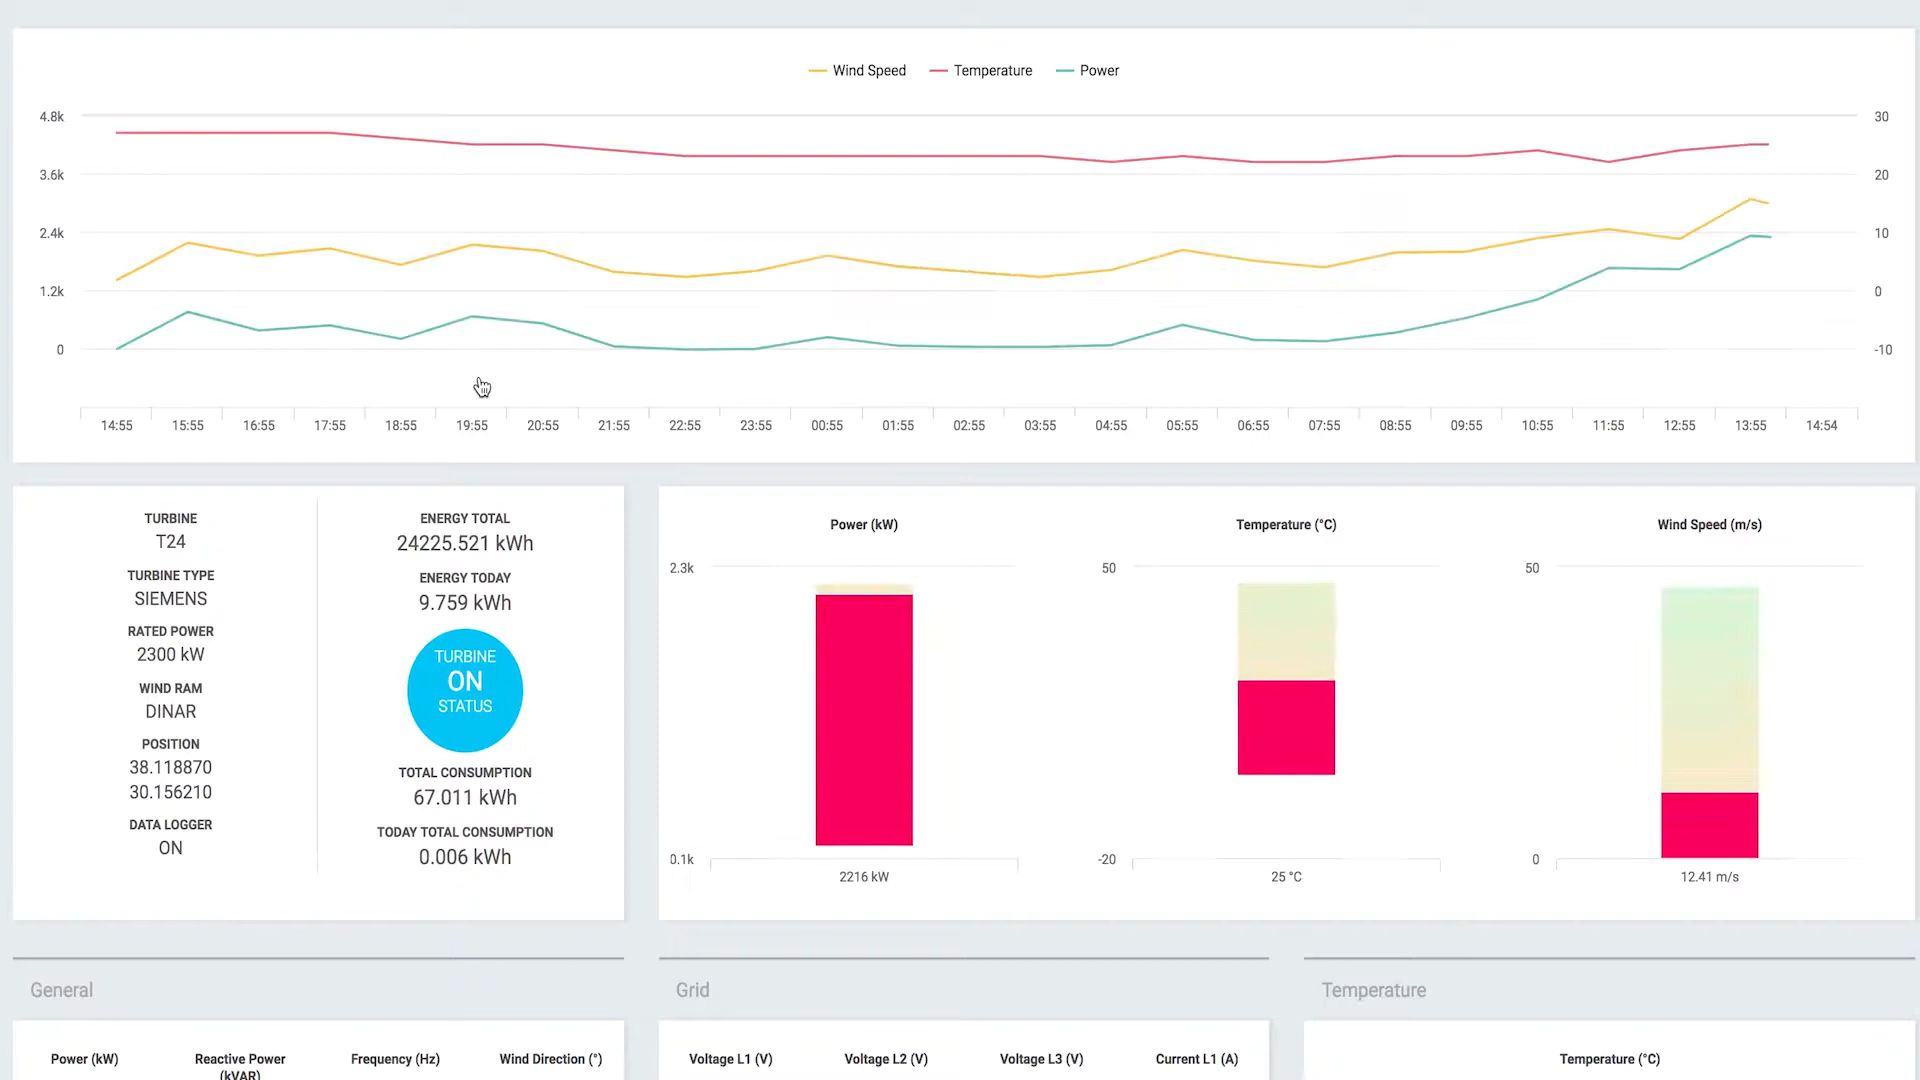 Wind Speed Temperature Power
4.8k 30
3.6k 20
2.4k 10
1.2k 0
0 -10
14:55 15:55 16:55 17:55 18:55 19:55 20:55 21:55 22:55 23:55 00:55 01:55 02:55 03:55 04:55 05:55 06:55 07:55 08:55 09:55 10:55 11:55 12:55 13:55 14:54
TURBINE
T24
TURBINE TYPE
SIEMENS
RATED POWER
2300 kW
WIND RAM
DINAR
POSITION
38.118870
30.156210
DATA LOGGER
ON
ENERGY TOTAL
24225.521 kWh
ENERGY TODAY
9.759 kWh
TURBINE
ON
STATUS
TOTAL CONSUMPTION
67.011 kWh
TODAY TOTAL CONSUMPTION
0.006 kWh
Power (kW)
2.3k
0.1k
2216 kW
Temperature (°C)
50
-20
25 °C
Wind Speed (m/s)
50
0
12.41 m/s
General
Power (kW) Reactive Power Frequency (Hz) Wind Direction (°)
(kVAR)
Grid
Voltage L1 (V) Voltage L2 (V) Voltage L3 (V) Current L1 (A)
Temperature
Temperature (°C)